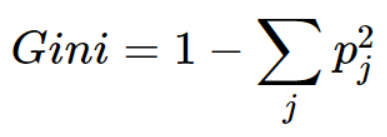 Gini = 1 − ∑_j p_j^2